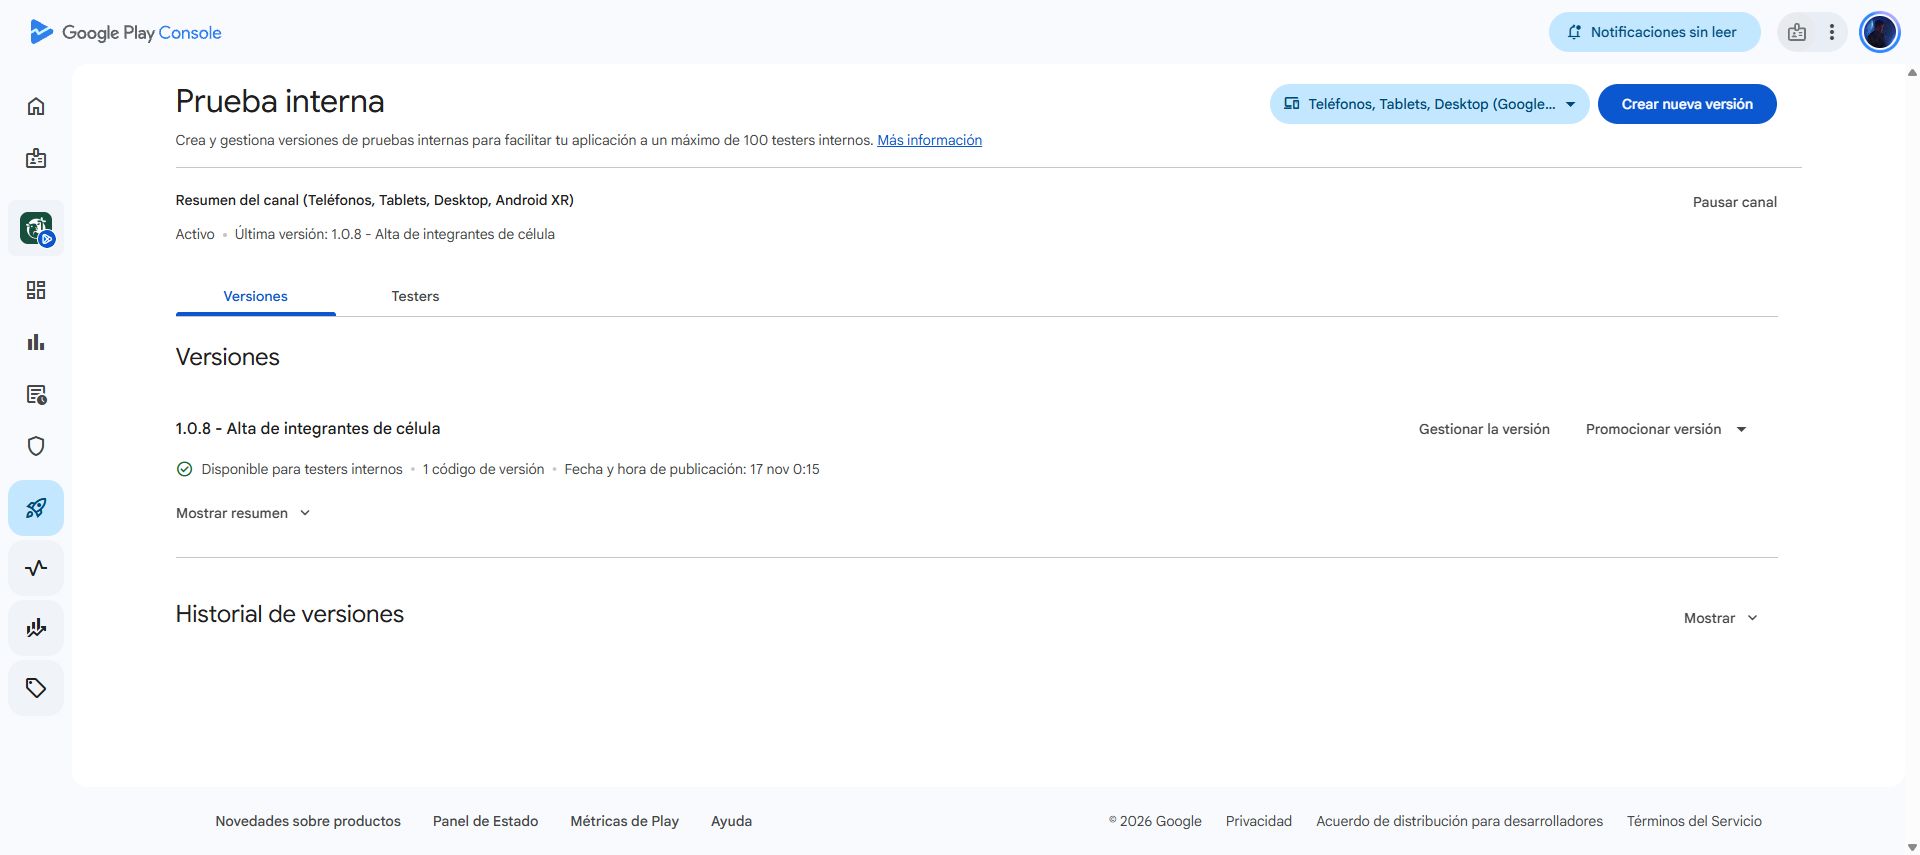 Google Play Console
Notificaciones sin leer
Prueba interna
Teléfonos, Tablets, Desktop (Google...
Crear nueva versión
Crea y gestiona versiones de pruebas internas para facilitar tu aplicación a un máximo de 100 testers internos. Más información
Resumen del canal (Teléfonos, Tablets, Desktop, Android XR)
Pausar canal
Activo • Última versión: 1.0.8 - Alta de integrantes de célula
Versiones
Testers
Versiones
1.0.8 - Alta de integrantes de célula
Gestionar la versión
Promocionar versión
Disponible para testers internos • 1 código de versión • Fecha y hora de publicación: 17 nov 0:15
Mostrar resumen
Historial de versiones
Mostrar
Novedades sobre productos
Panel de Estado
Métricas de Play
Ayuda
© 2026 Google
Privacidad
Acuerdo de distribución para desarrolladores
Términos del Servicio